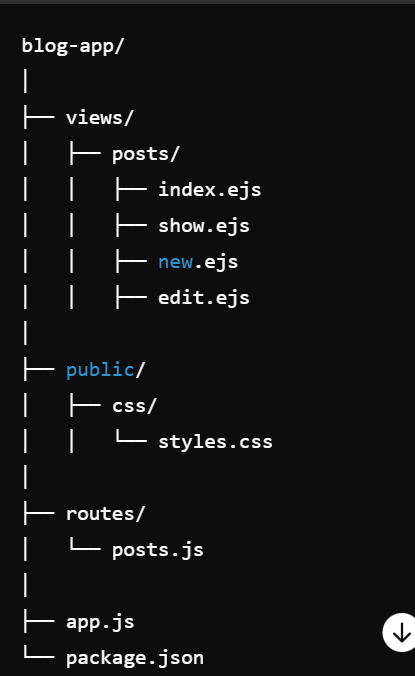 blog-app/
│
├── views/
│   ├── posts/
│   │   ├── index.ejs
│   │   ├── show.ejs
│   │   ├── new.ejs
│   │   ├── edit.ejs
│
├── public/
│   ├── css/
│   │   └── styles.css
│
├── routes/
│   └── posts.js
│
├── app.js
└── package.json